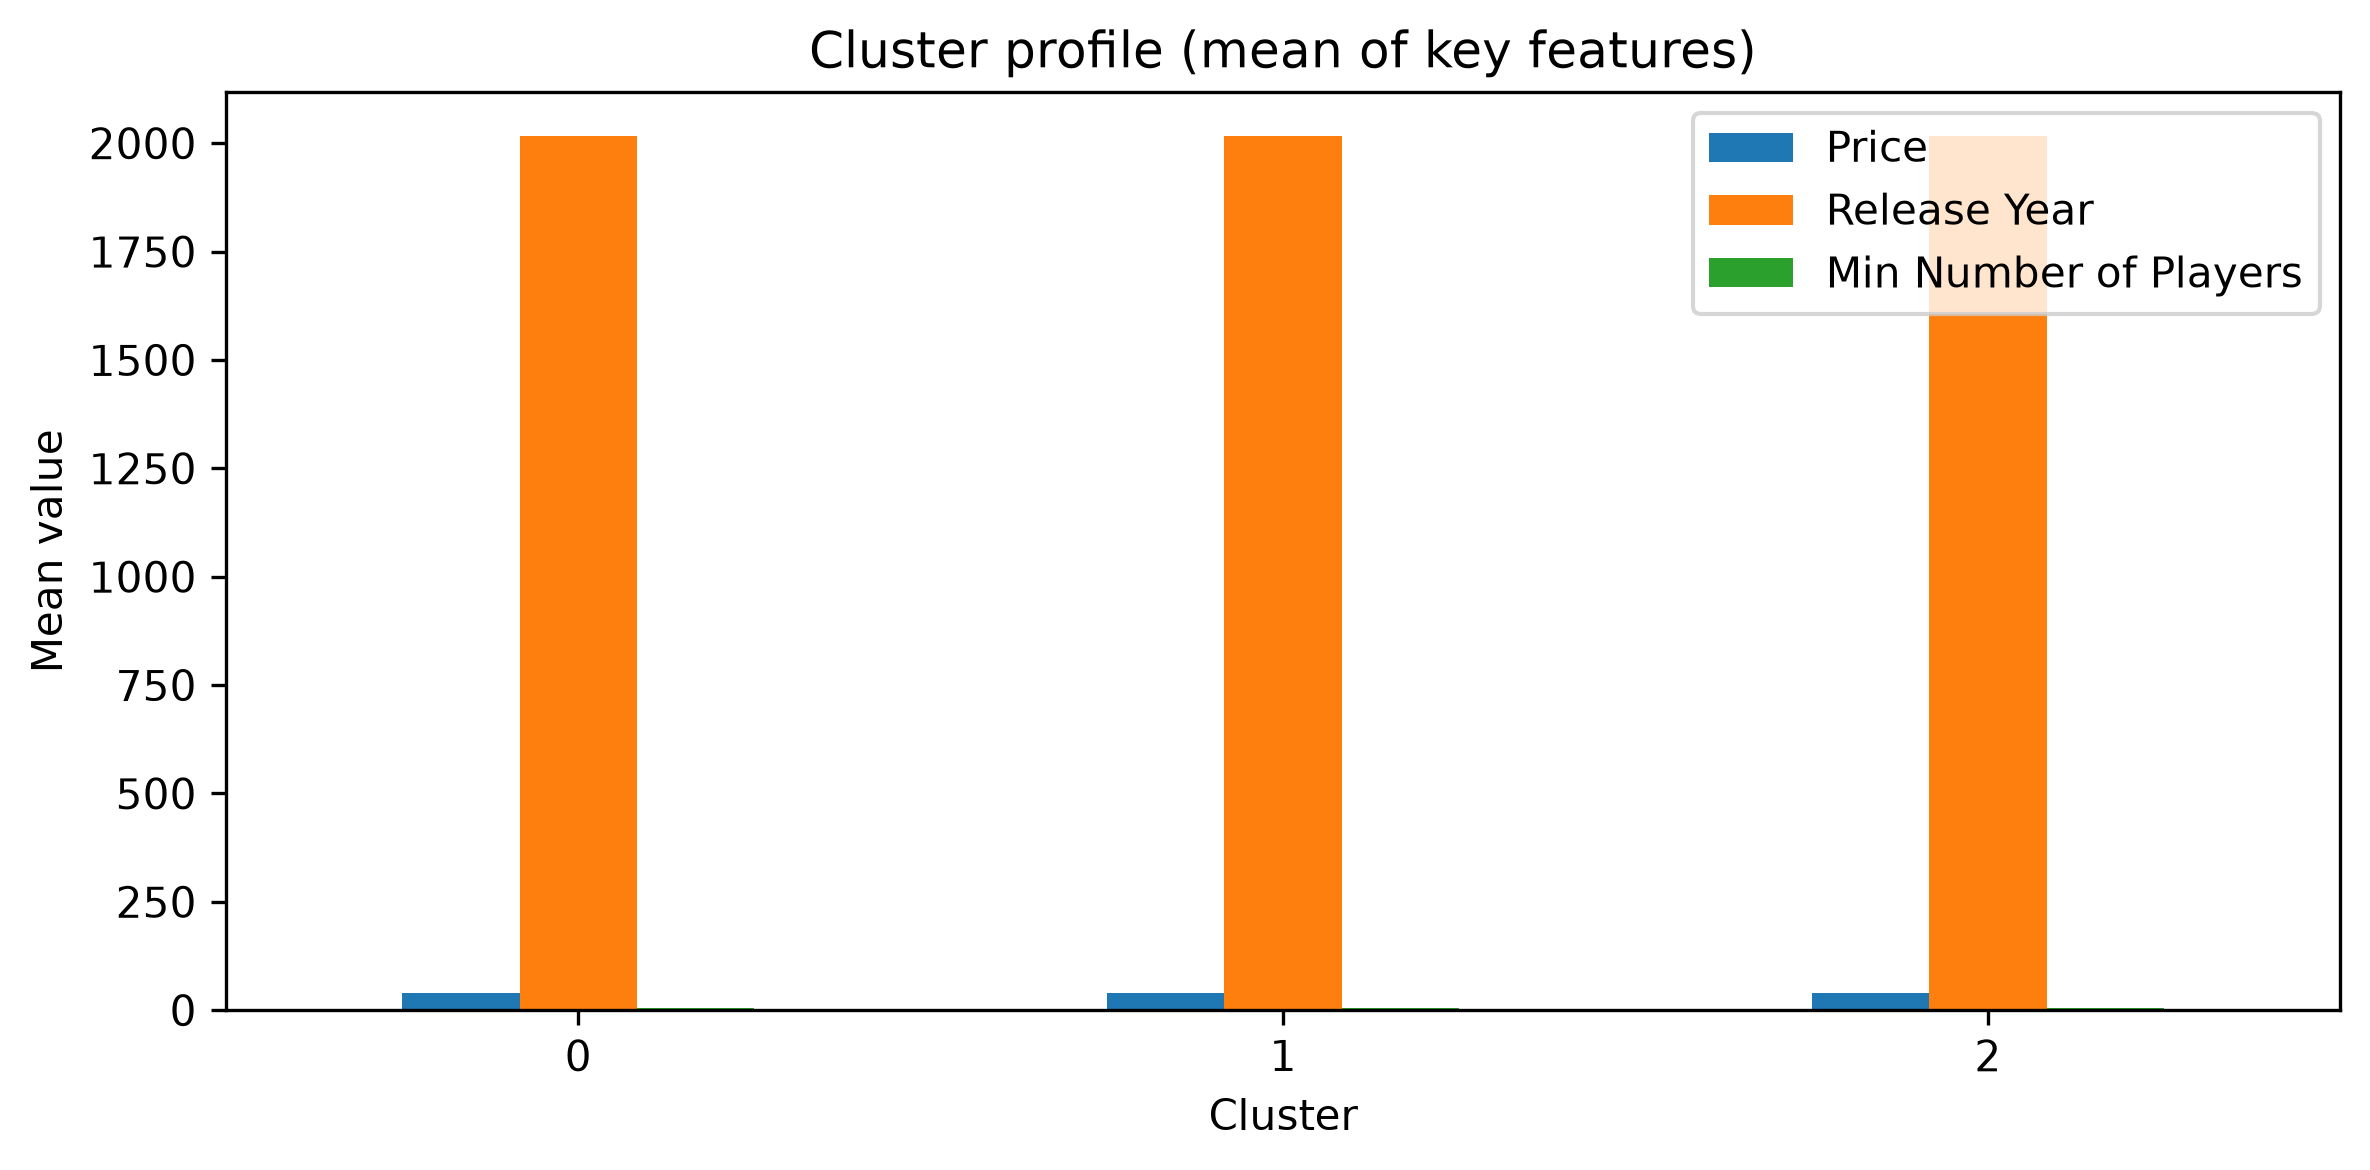 Cluster profile (mean of key features)
Price
Release Year
Min Number of Players
2000
1750
1500
1250
1000
750
500
250
0
Mean value
0 1 2
Cluster